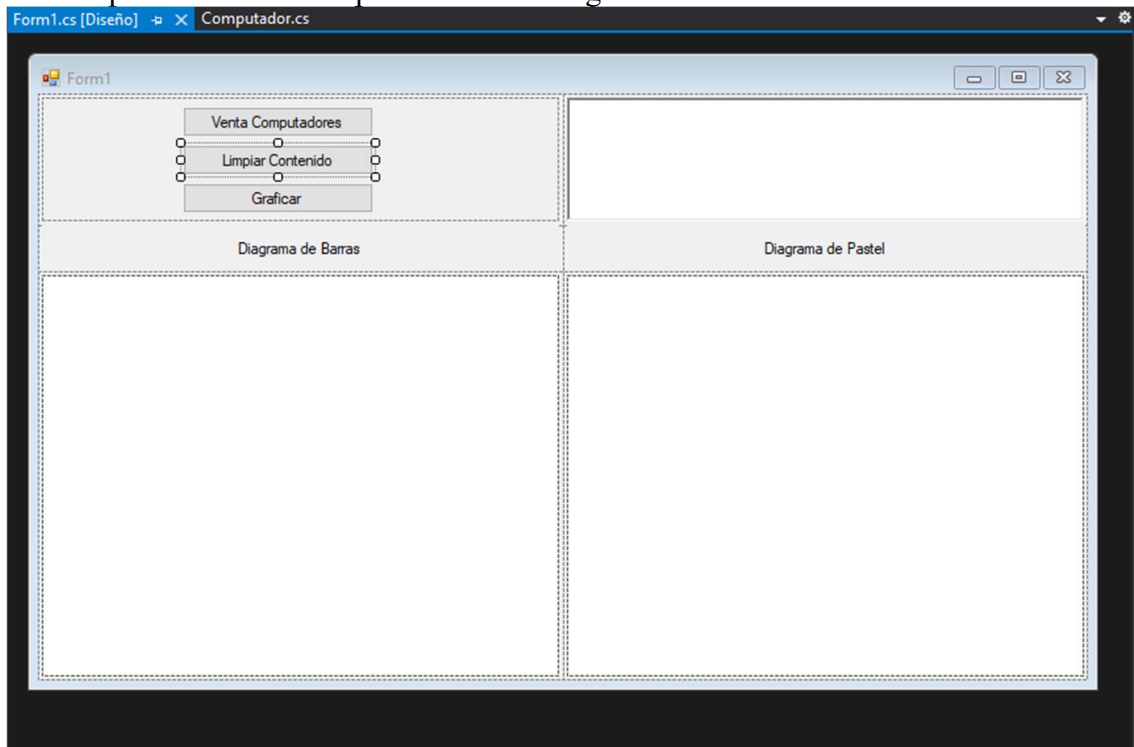 Form1.cs [Diseño] Computador.cs
Form1
Venta Computadores
Limpiar Contenido
Graficar
Diagrama de Barras Diagrama de Pastel